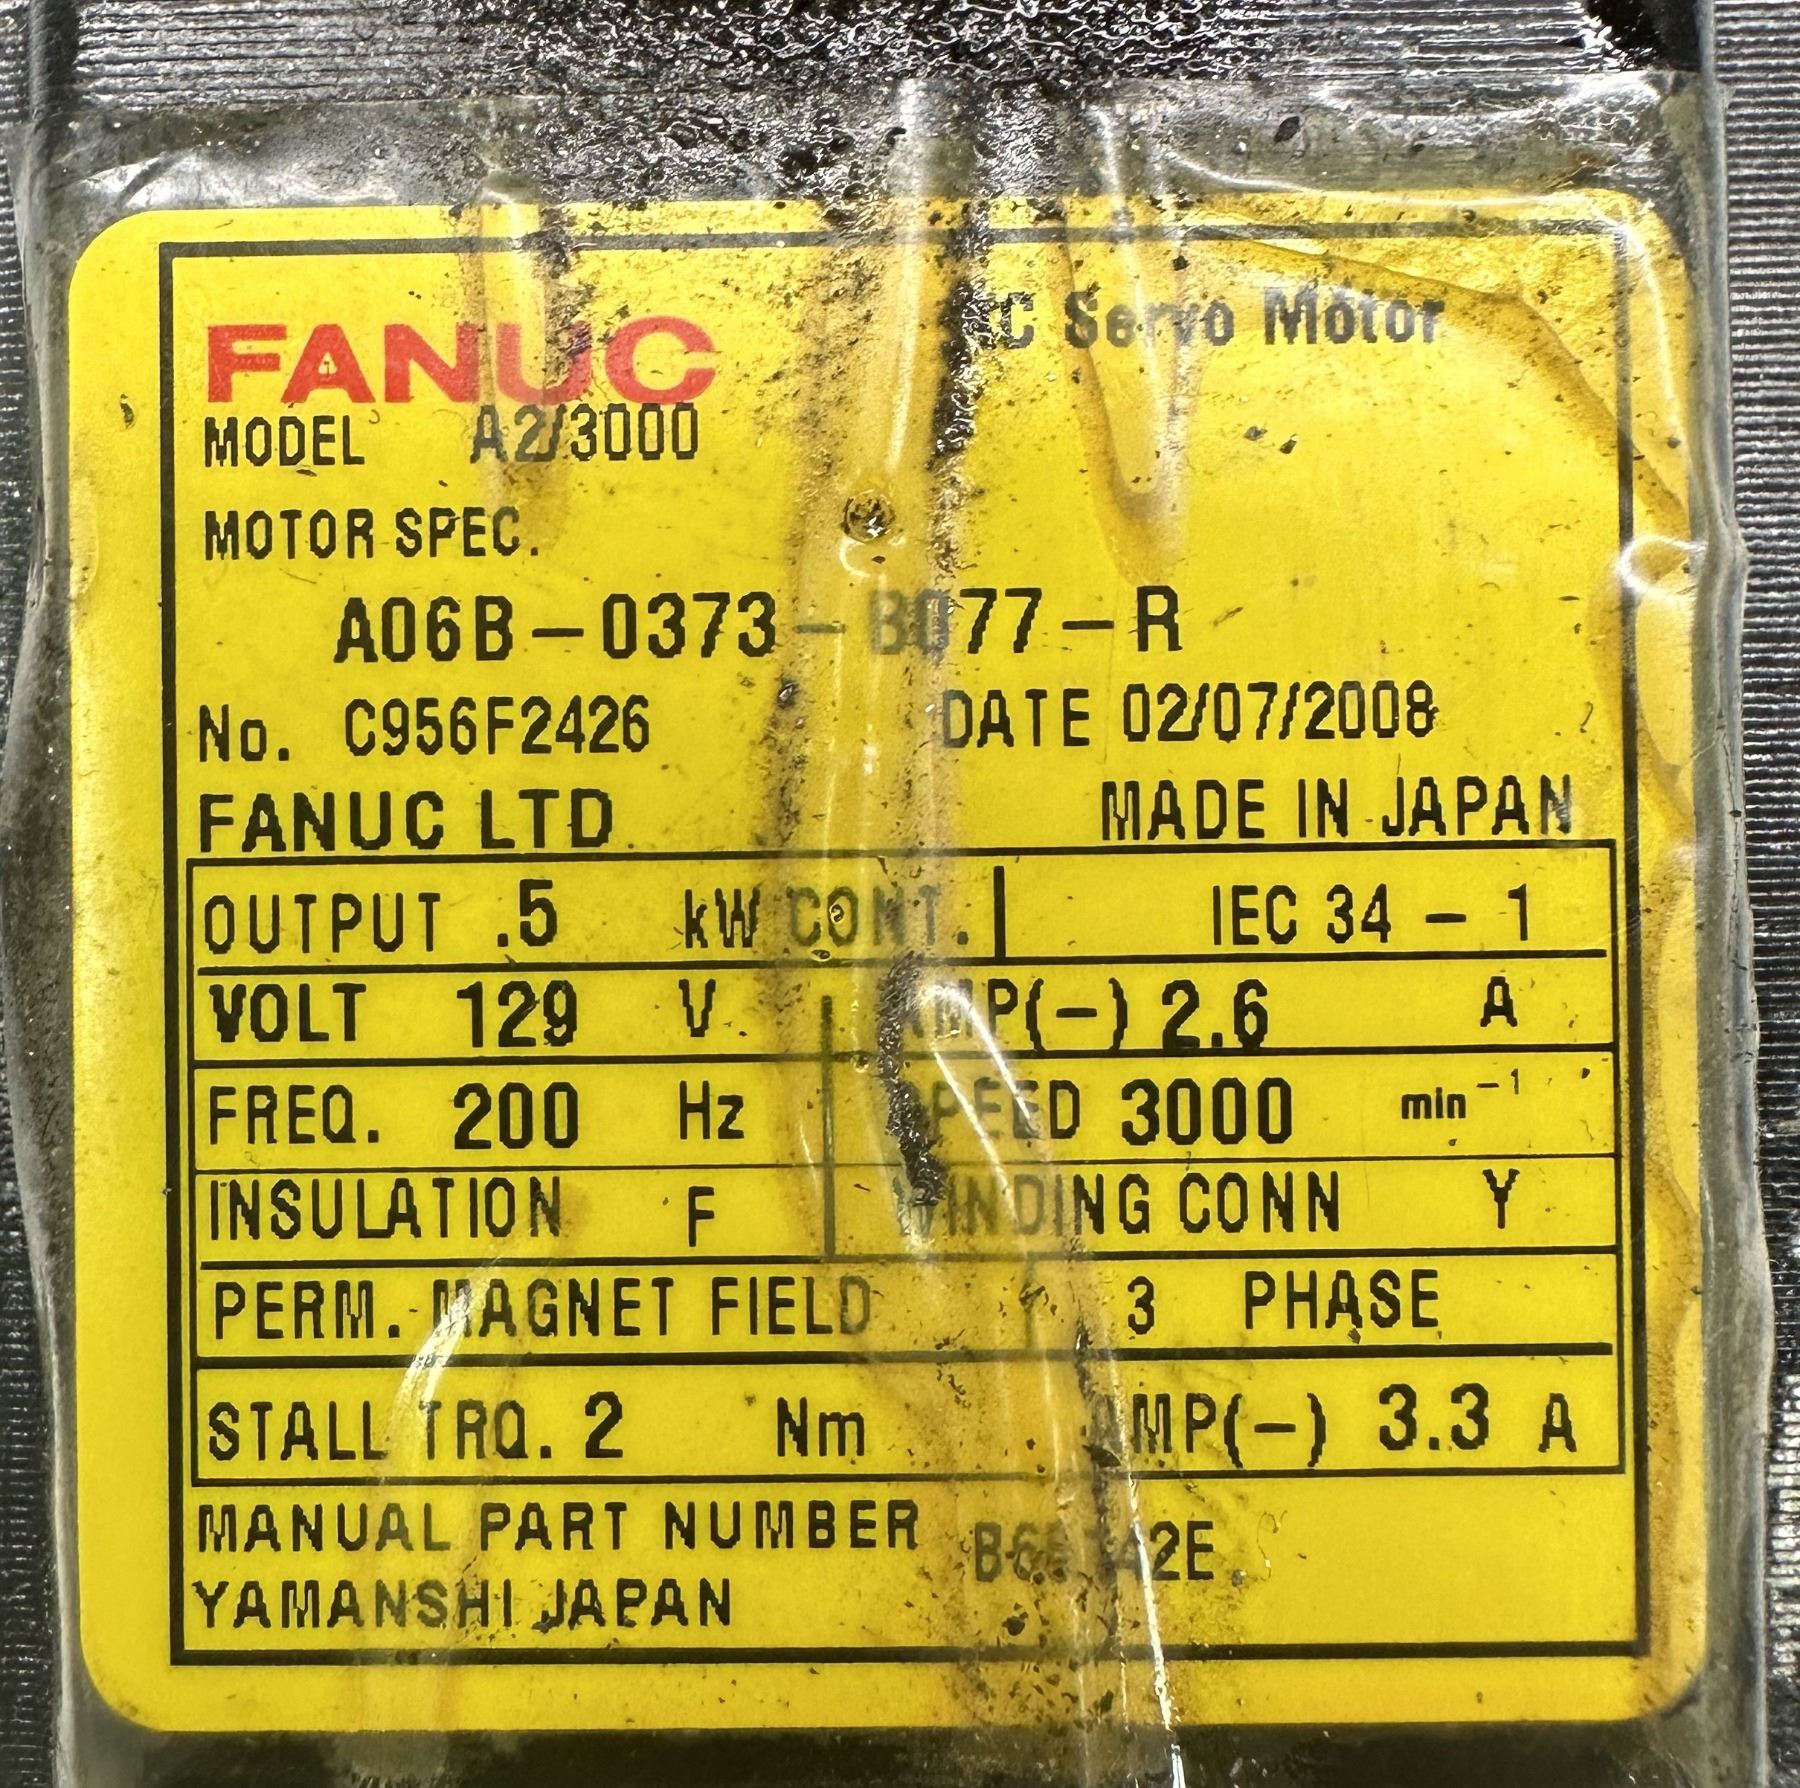 FANUC C Servo Motor
MODEL A2/3000
MOTOR SPEC.
A06B-0373-B077-R
No. C956F2426 DATE 02/07/2008
FANUC LTD. MADE IN JAPAN
OUTPUT .5 kW CONT. IEC 34-1
VOLT 129 V AMP(-) 2.6 A
FREQ. 200 Hz SPEED 3000 min⁻¹
INSULATION F WINDING CONN Y
PERM. MAGNET FIELD 3 PHASE
STALL TRQ. 2 Nm AMP(-) 3.3 A
MANUAL PART NUMBER
YAMANSHI JAPAN